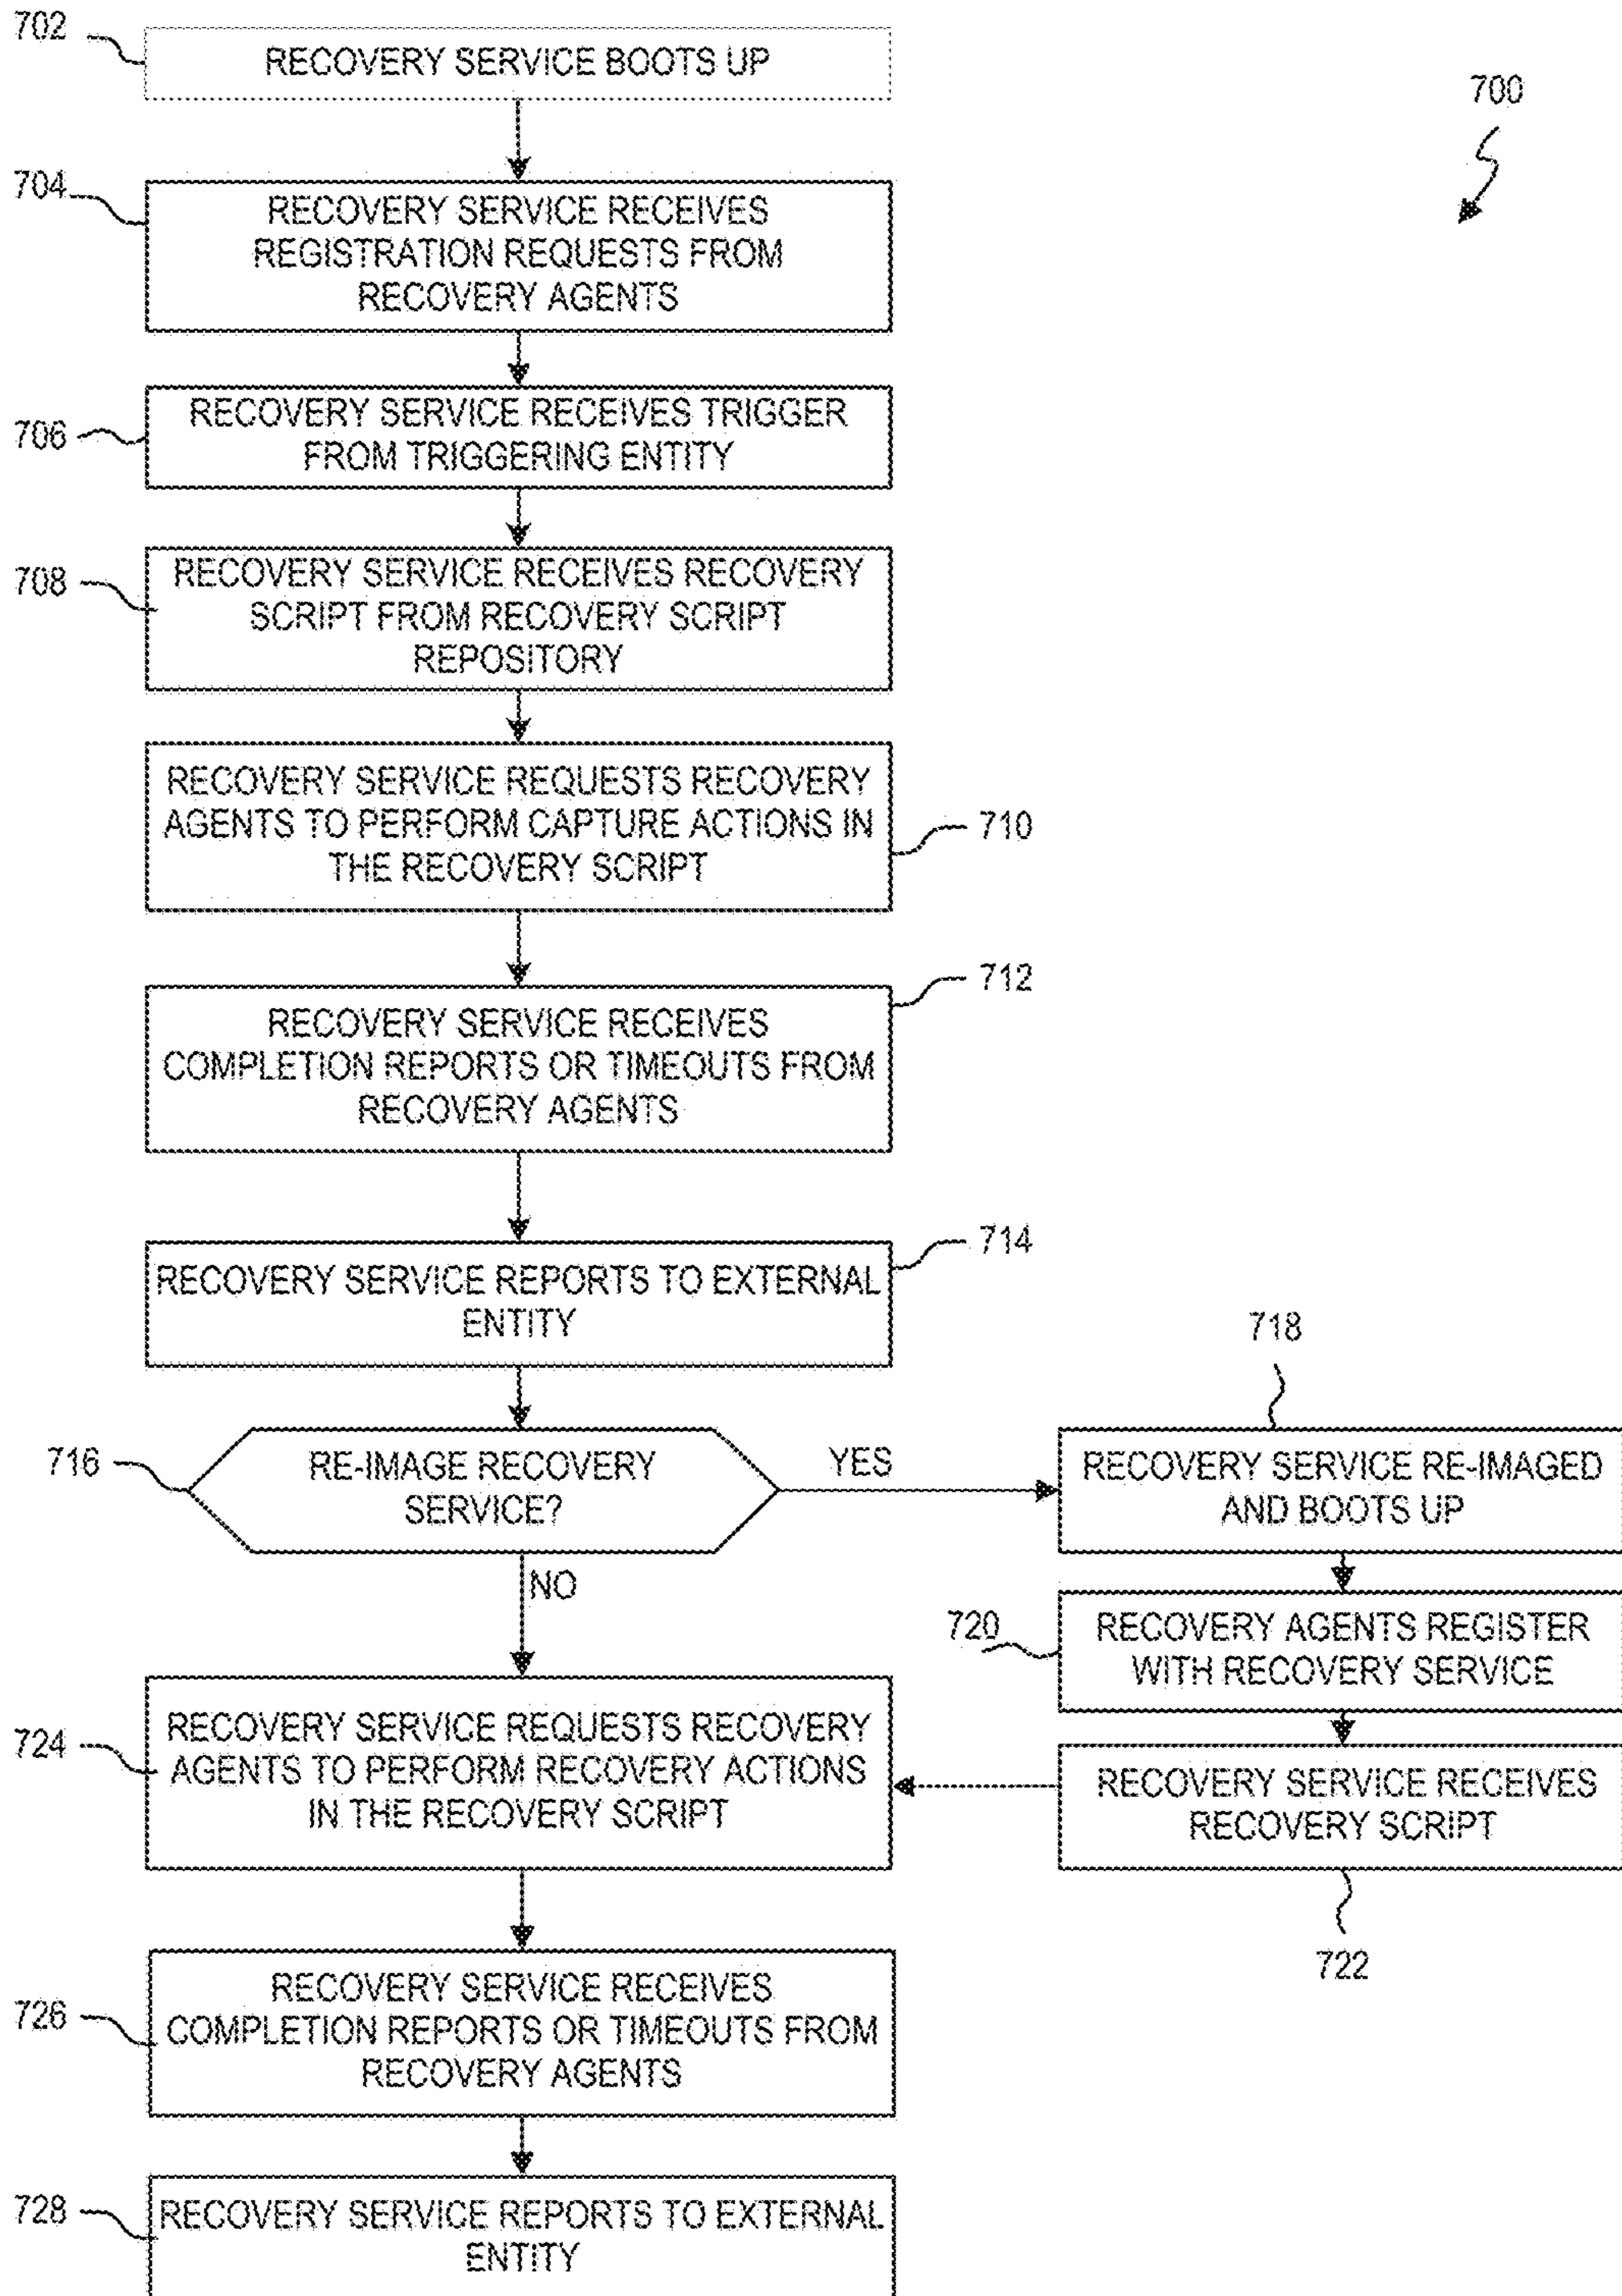 702
RECOVERY SERVICE BOOTS UP
700
704
RECOVERY SERVICE RECEIVES
REGISTRATION REQUESTS FROM
RECOVERY AGENTS
706
RECOVERY SERVICE RECEIVES TRIGGER
FROM TRIGGERING ENTITY
708
RECOVERY SERVICE RECEIVES RECOVERY
SCRIPT FROM RECOVERY SCRIPT
REPOSITORY
RECOVERY SERVICE REQUESTS RECOVERY
AGENTS TO PERFORM CAPTURE ACTIONS IN
THE RECOVERY SCRIPT
710
712
RECOVERY SERVICE RECEIVES
COMPLETION REPORTS OR TIMEOUTS FROM
RECOVERY AGENTS
714
RECOVERY SERVICE REPORTS TO EXTERNAL
ENTITY
716
RE-IMAGE RECOVERY
SERVICE?
YES
NO
718
RECOVERY SERVICE RE-IMAGED
AND BOOTS UP
720
RECOVERY AGENTS REGISTER
WITH RECOVERY SERVICE
RECOVERY SERVICE RECEIVES
RECOVERY SCRIPT
722
724
RECOVERY SERVICE REQUESTS RECOVERY
AGENTS TO PERFORM RECOVERY ACTIONS
IN THE RECOVERY SCRIPT
726
RECOVERY SERVICE RECEIVES
COMPLETION REPORTS OR TIMEOUTS FROM
RECOVERY AGENTS
728
RECOVERY SERVICE REPORTS TO EXTERNAL
ENTITY